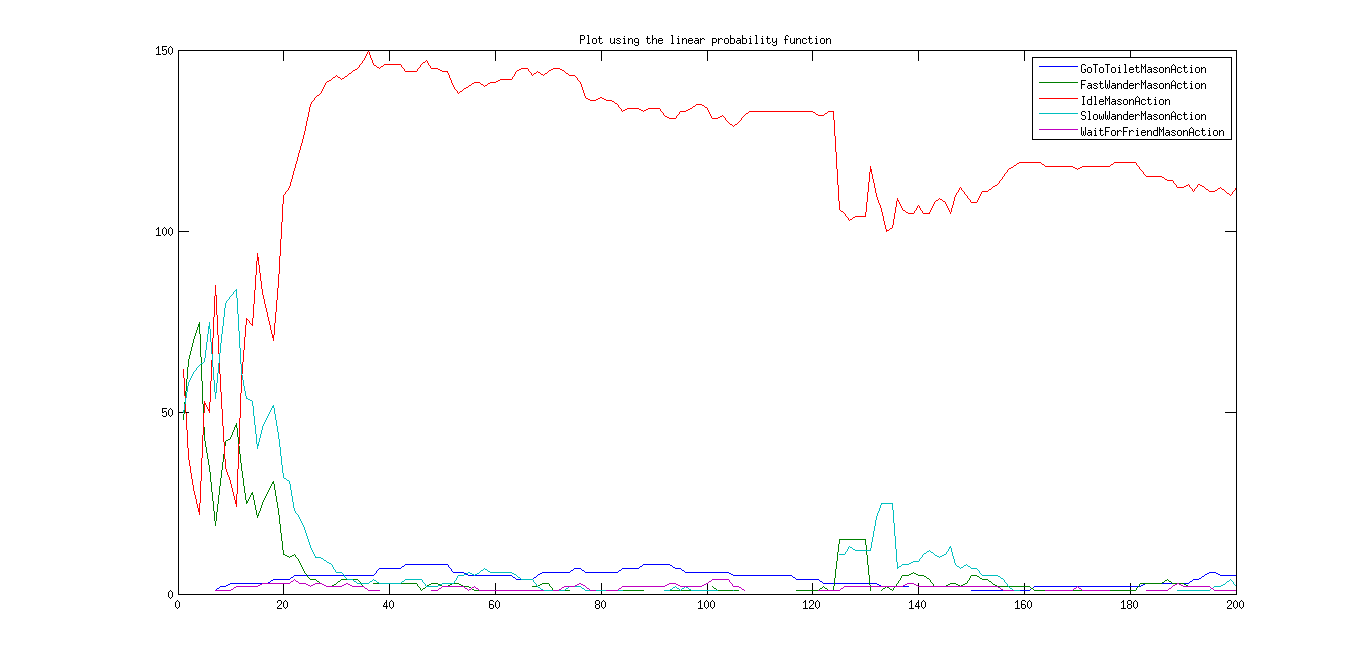 Plot using the linear probability function
150
GoToToiletMasonAction
FastWanderMasonAction
IdleMasonAction
SlowWanderMasonAction
WaitForFriendMasonAction
100
50
0
0 20 40 60 80 100 120 140 160 180 200